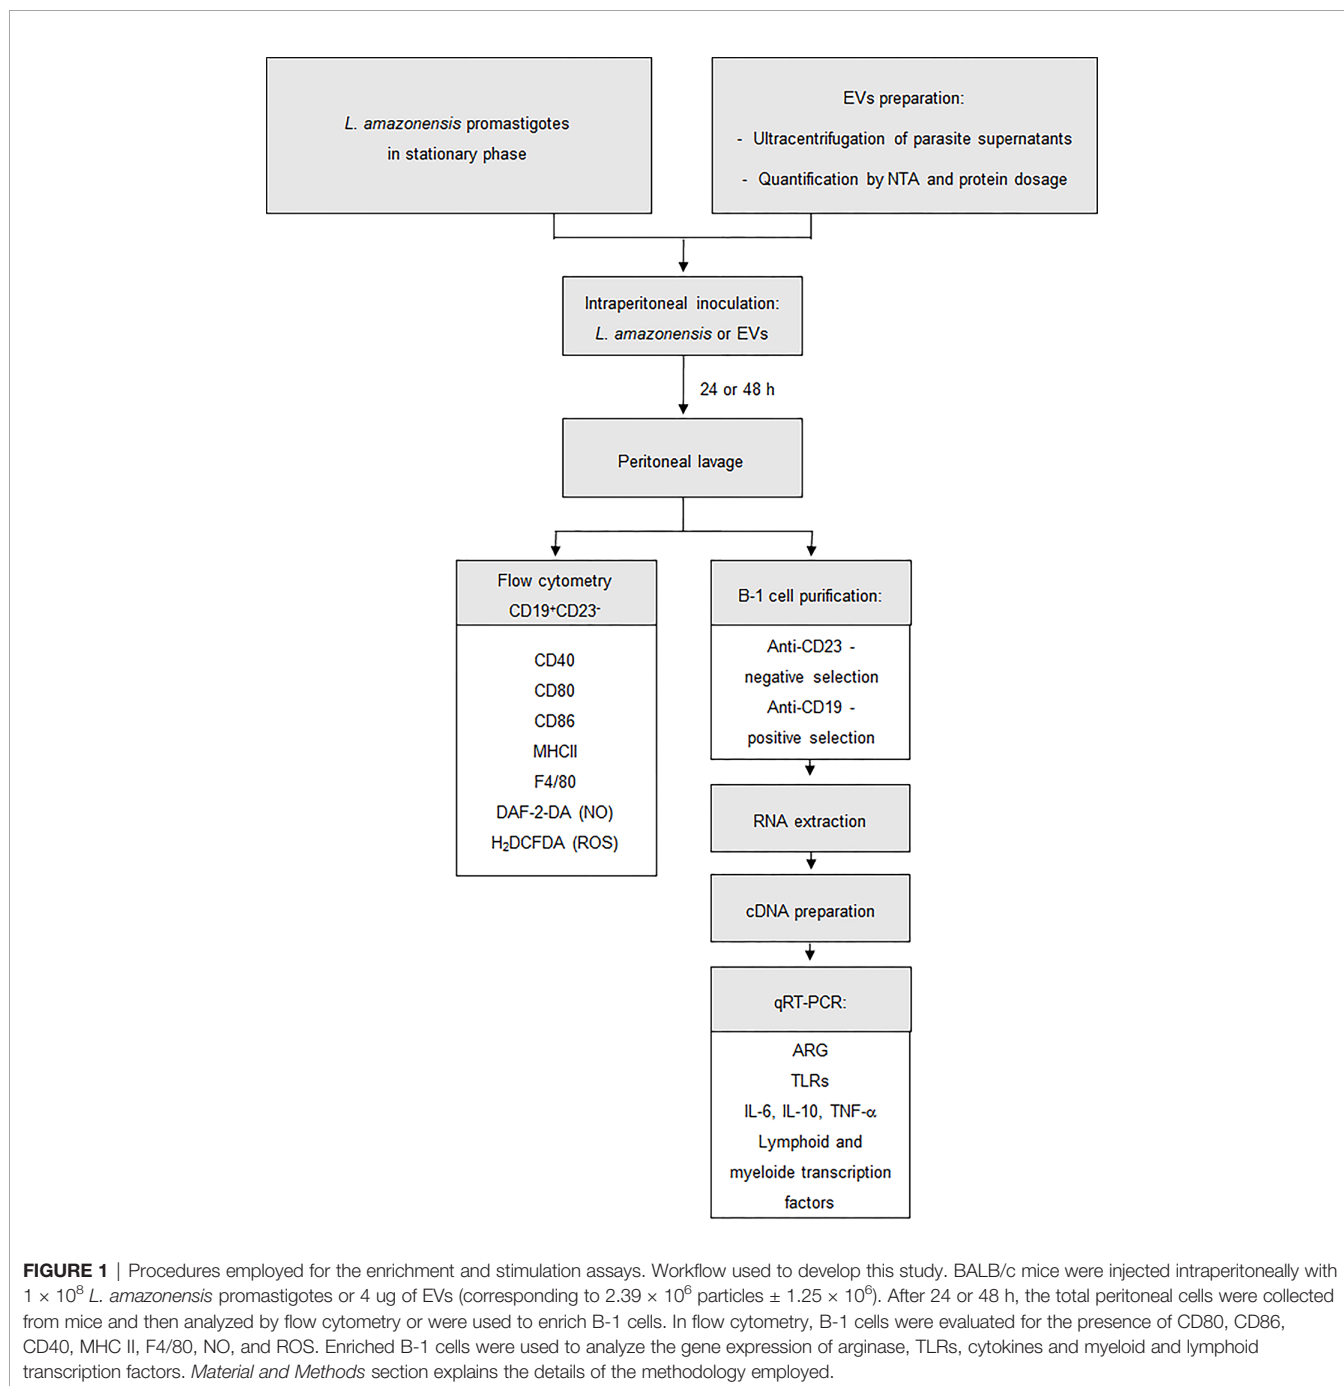 L. amazonensis promastigotes
in stationary phase
EVs preparation:
- Ultracentrifugation of parasite supernatants
- Quantification by NTA and protein dosage
Intraperitoneal inoculation:
L. amazonensis or EVs
24 or 48 h
Peritoneal lavage
Flow cytometry
CD19⁺CD23⁻
CD40
CD80
CD86
MHCII
F4/80
DAF-2-DA (NO)
H₂DCFDA (ROS)
B-1 cell purification:
Anti-CD23 -
negative selection
Anti-CD19 -
positive selection
RNA extraction
cDNA preparation
qRT-PCR:
ARG
TLRs
IL-6, IL-10, TNF-α
Lymphoid and
myeloide transcription
factors
FIGURE 1 | Procedures employed for the enrichment and stimulation assays. Workflow used to develop this study. BALB/c mice were injected intraperitoneally with
1 × 10⁸ L. amazonensis promastigotes or 4 ug of EVs (corresponding to 2.39 × 10⁶ particles ± 1.25 × 10⁶). After 24 or 48 h, the total peritoneal cells were collected
from mice and then analyzed by flow cytometry or were used to enrich B-1 cells. In flow cytometry, B-1 cells were evaluated for the presence of CD80, CD86,
CD40, MHC II, F4/80, NO, and ROS. Enriched B-1 cells were used to analyze the gene expression of arginase, TLRs, cytokines and myeloid and lymphoid
transcription factors. Material and Methods section explains the details of the methodology employed.